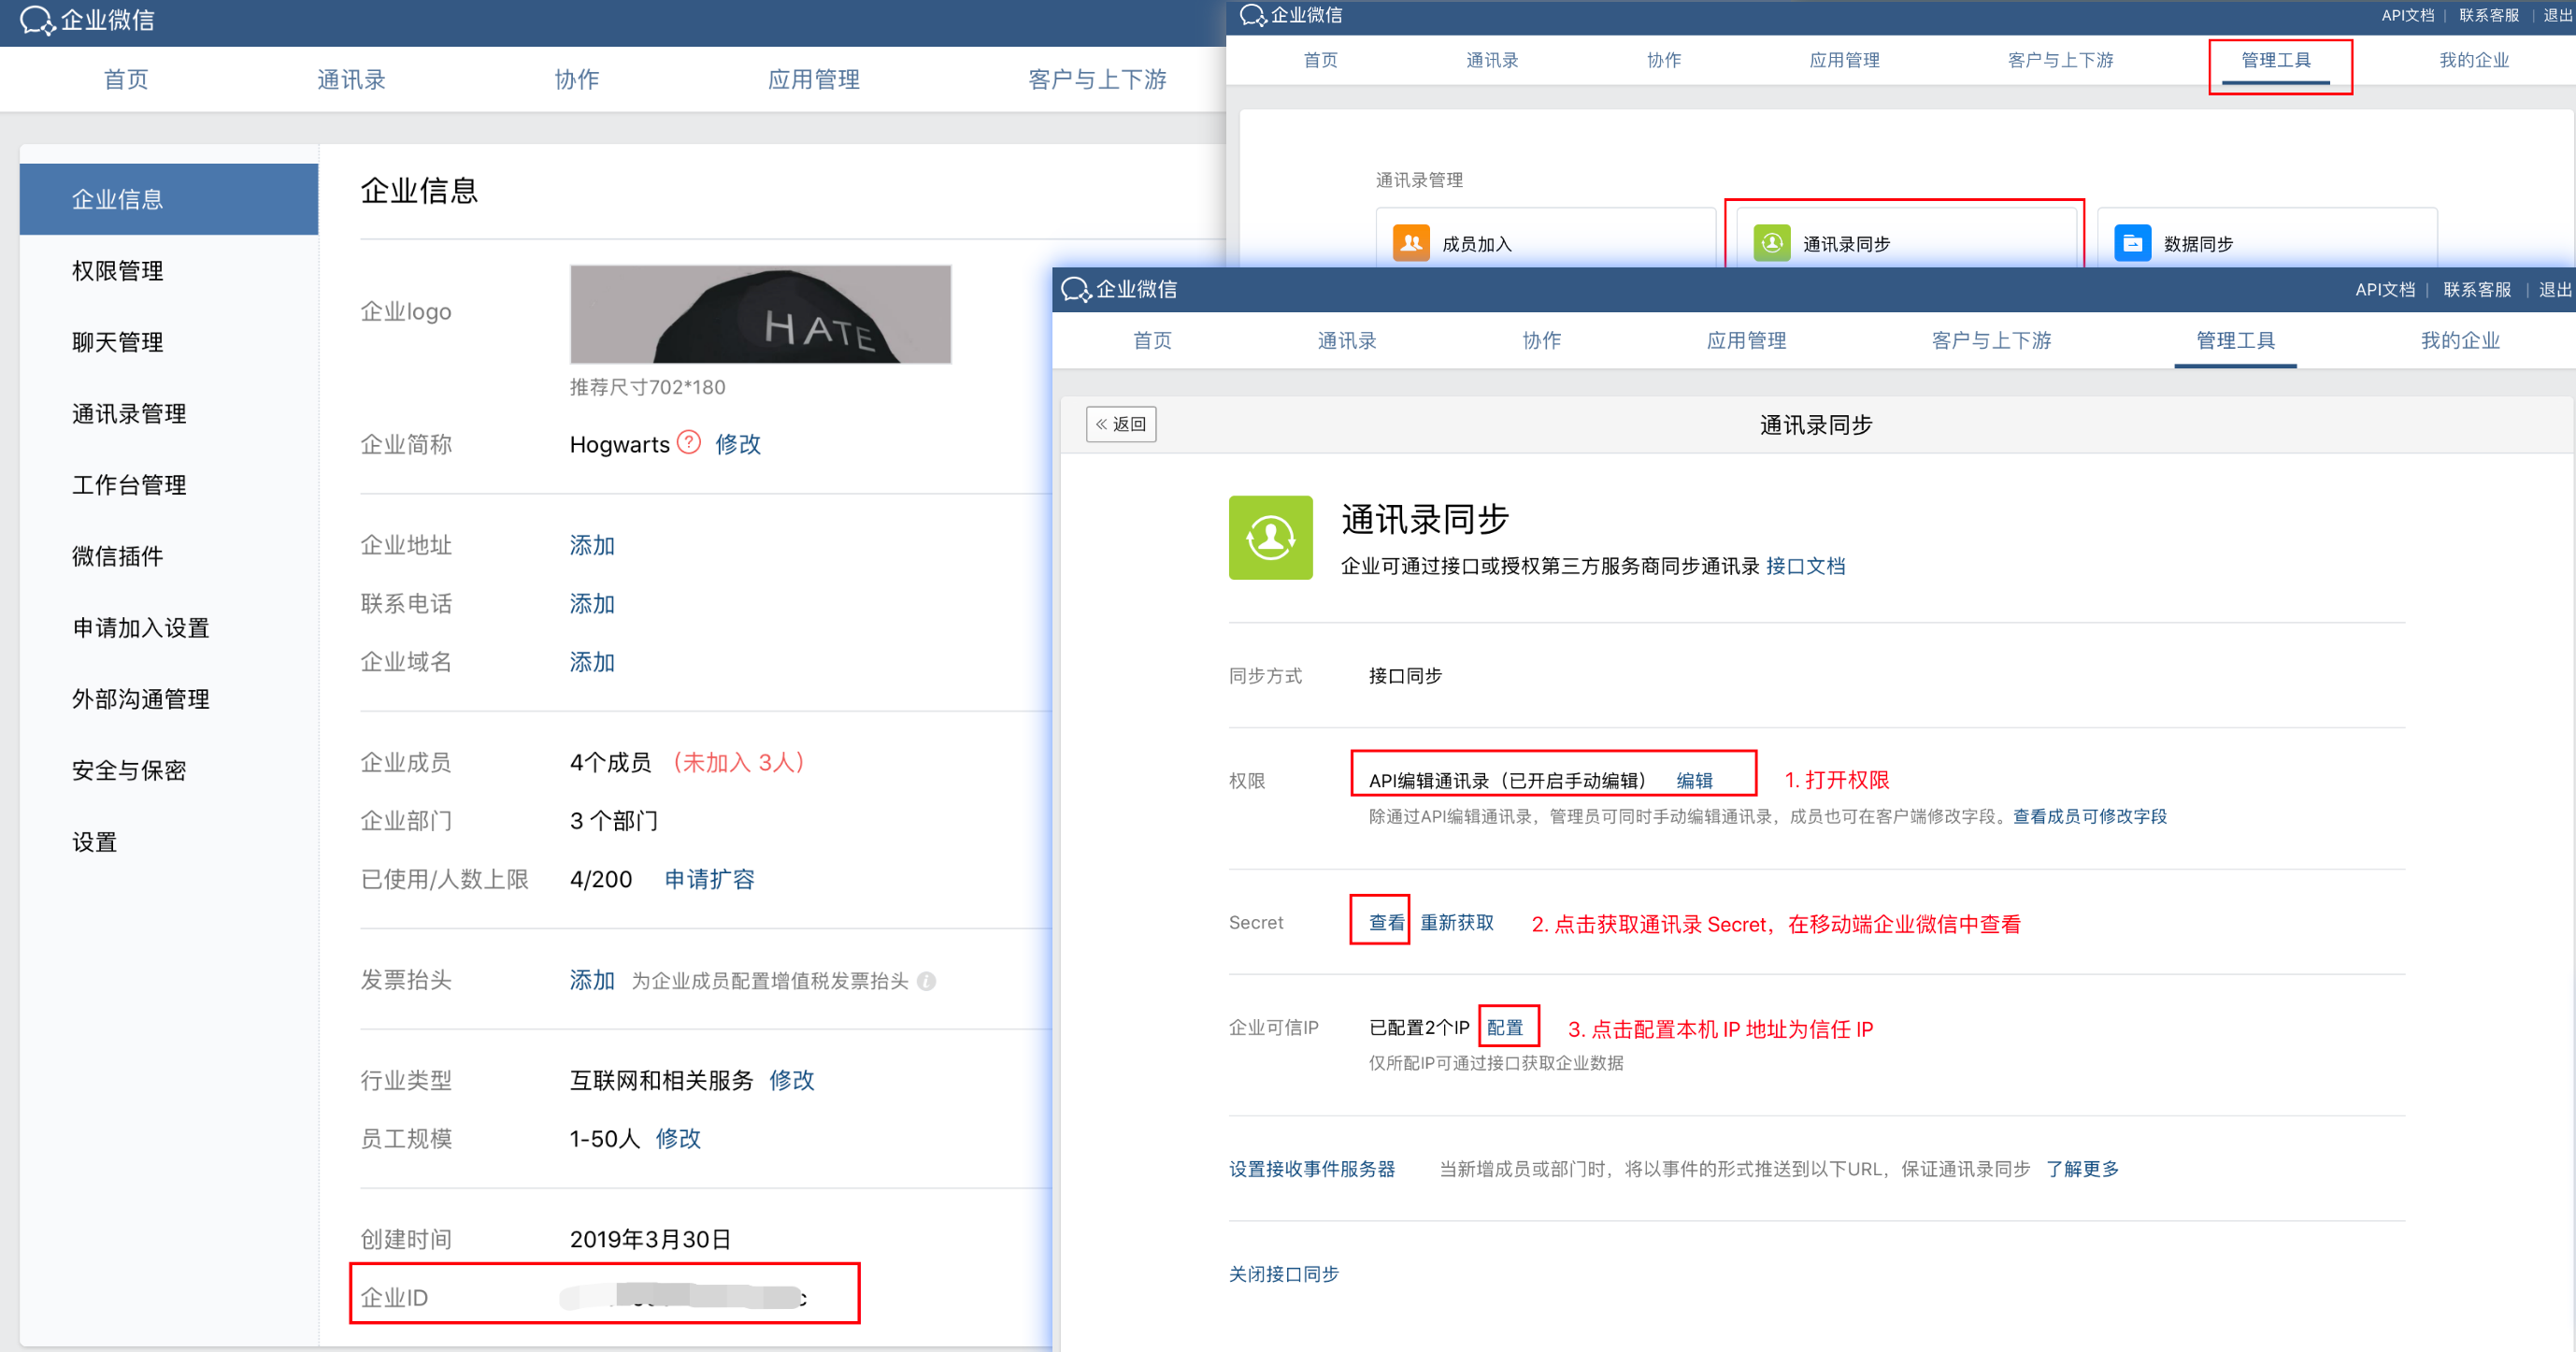 企业微信
首页 通讯录 协作 应用管理 客户与上下游
企业信息
权限管理
聊天管理
通讯录管理
工作台管理
微信插件
申请加入设置
外部沟通管理
安全与保密
设置
企业信息
企业logo
HATE
推荐尺寸702*180
企业简称 Hogwarts ? 修改
企业地址 添加
联系电话 添加
企业域名 添加
企业成员 4个成员 （未加入 3人）
企业部门 3 个部门
已使用/人数上限 4/200 申请扩容
发票抬头 添加 为企业成员配置增值税发票抬头 i
行业类型 互联网和相关服务 修改
员工规模 1-50人 修改
创建时间 2019年3月30日
企业ID
企业微信 API文档 | 联系客服 | 退出
首页 通讯录 协作 应用管理 客户与上下游 管理工具 我的企业
通讯录管理
成员加入 通讯录同步 数据同步
企业微信 API文档 | 联系客服 | 退出
首页 通讯录 协作 应用管理 客户与上下游 管理工具 我的企业
« 返回 通讯录同步
通讯录同步
企业可通过接口或授权第三方服务商同步通讯录 接口文档
同步方式 接口同步
权限 API编辑通讯录（已开启手动编辑） 编辑 1. 打开权限
除通过API编辑通讯录，管理员可同时手动编辑通讯录，成员也可在客户端修改字段。查看成员可修改字段
Secret 查看 重新获取 2. 点击获取通讯录 Secret，在移动端企业微信中查看
企业可信IP 已配置2个IP 配置 3. 点击配置本机 IP 地址为信任 IP
仅所配IP可通过接口获取企业数据
设置接收事件服务器 当新增成员或部门时，将以事件的形式推送到以下URL，保证通讯录同步 了解更多
关闭接口同步